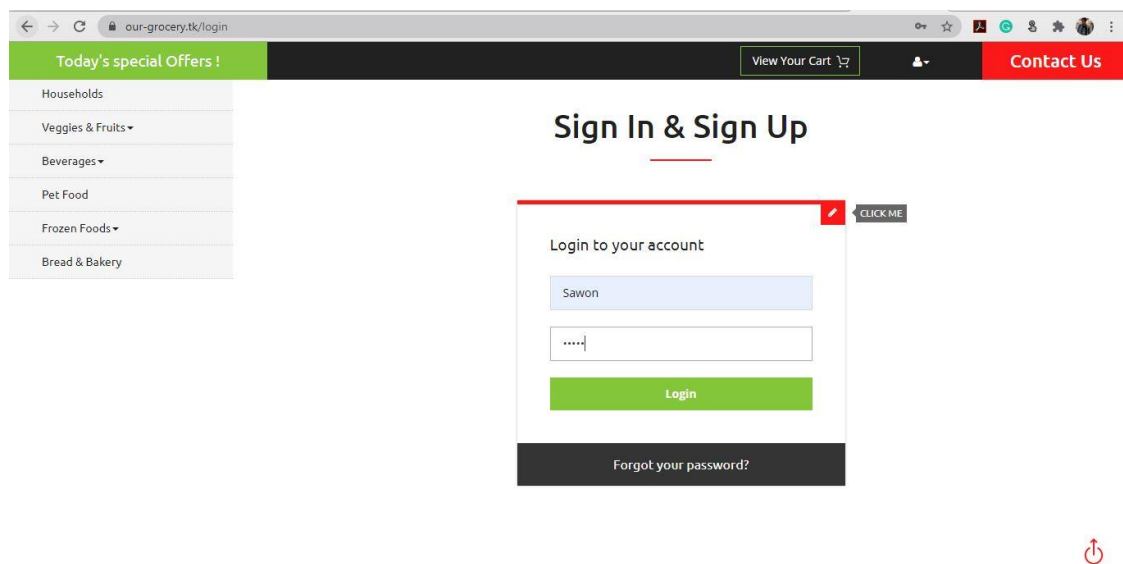 our-grocery.tk/login
Today's special Offers !
View Your Cart
Contact Us
Households
Veggies & Fruits
Beverages
Pet Food
Frozen Foods
Bread & Bakery
Sign In & Sign Up
CLICK ME
Login to your account
Sawon
•••••
Login
Forgot your password?